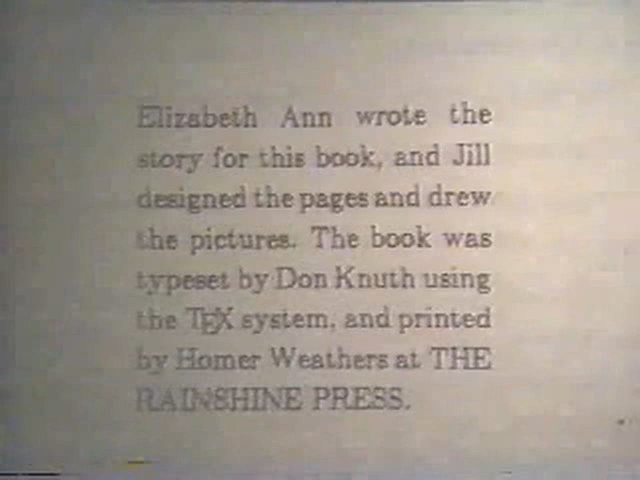 Elizabeth Ann wrote the
story for this book, and Jill
designed the pages and drew
the pictures. The book was
typeset by Don Knuth using
the TEX system, and printed
by Homer Weathers at THE
RAINSHINE PRESS.